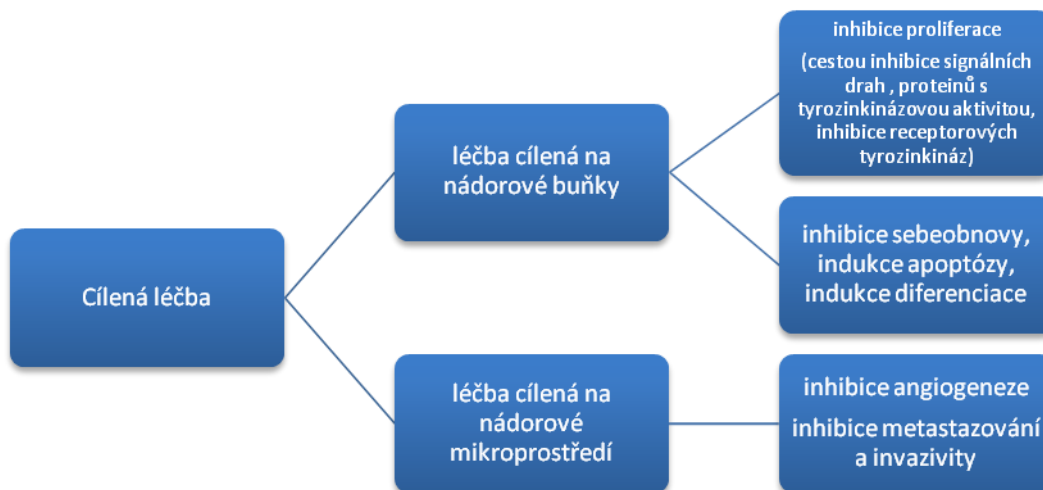 Cílená léčba
léčba cílená na
nádorové buňky
inhibice proliferace
(cestou inhibice signálních
drah , proteinů s
tyrozinkinázovou aktivitou,
inhibice receptorových
tyrozinkináz)
inhibice sebeobnovy,
indukce apoptózy,
indukce diferenciace
léčba cílená na
nádorové
mikroprostředí
inhibice angiogeneze
inhibice metastazování
a invazivity